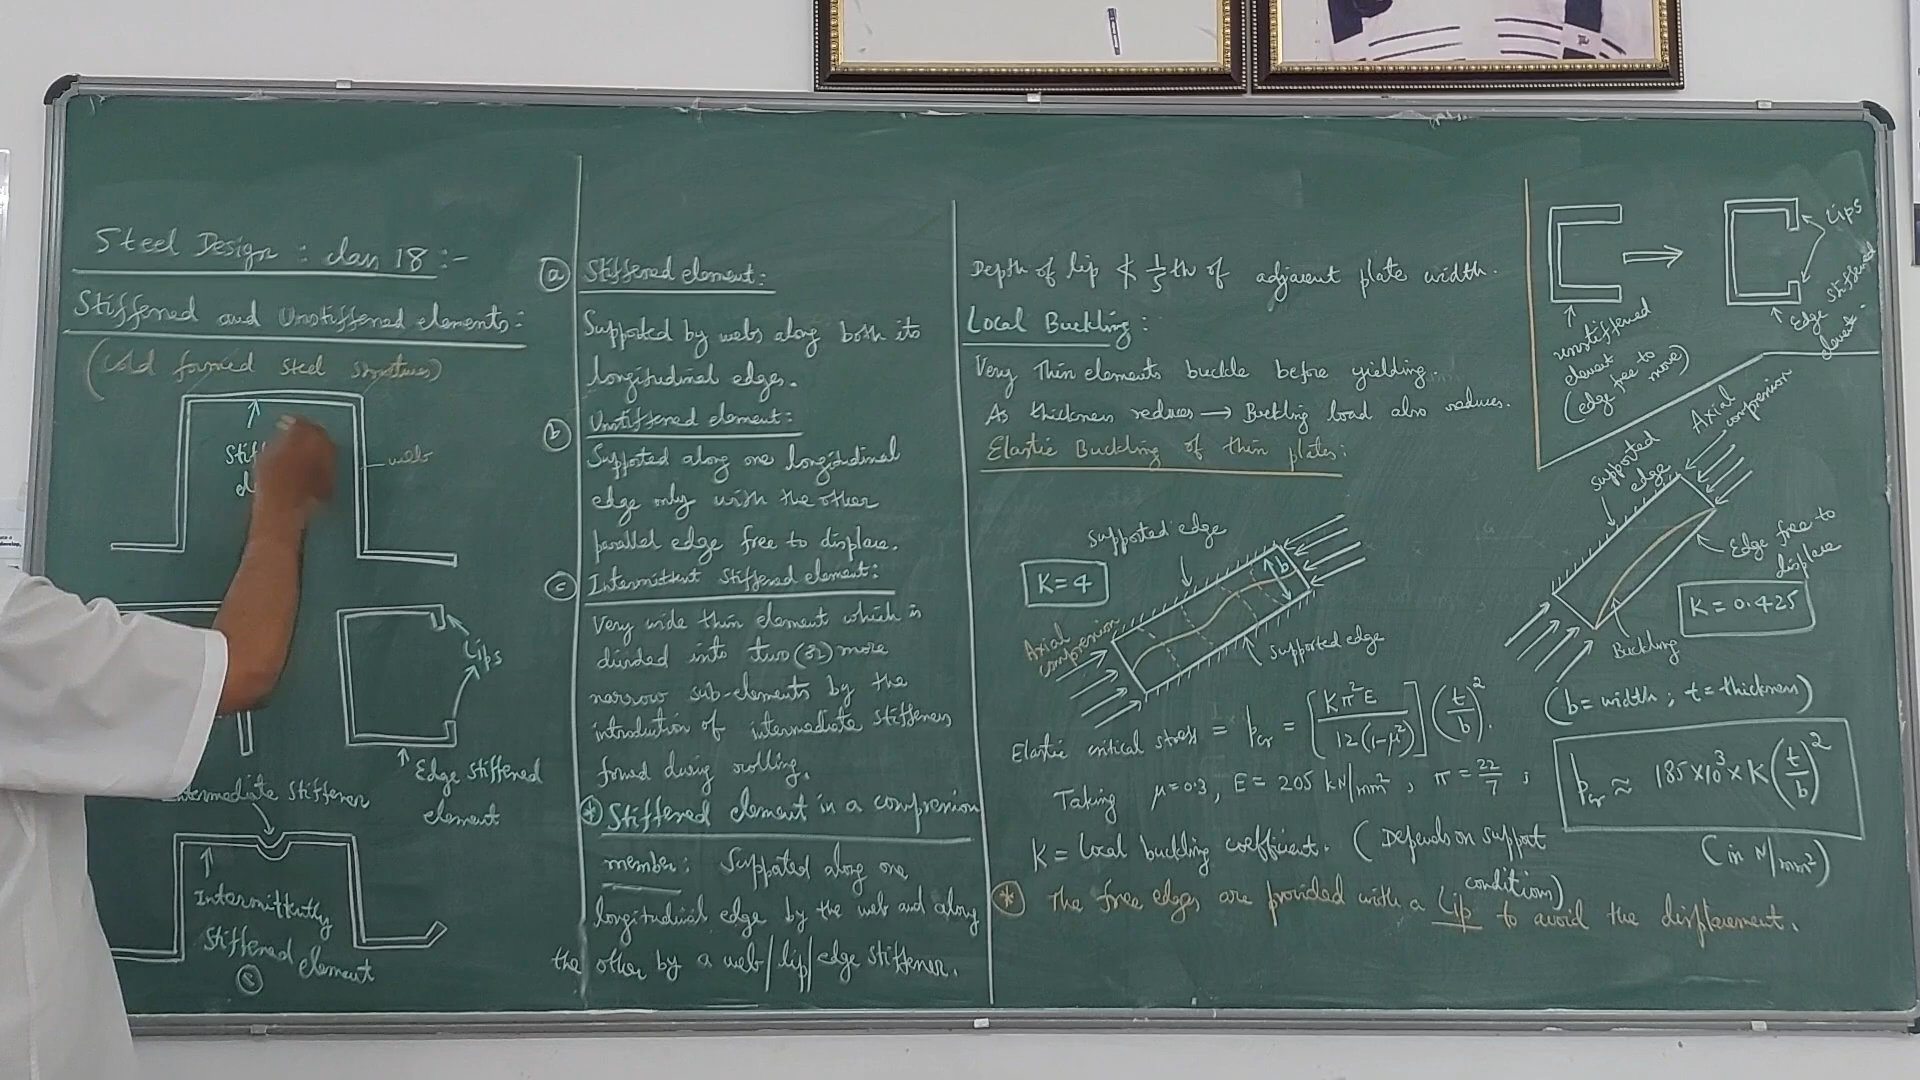 Steel Design : class 18 :-
Stiffened and Unstiffened elements:
(Cold formed Steel structures)
web
Lips
Edge stiffened
element
Stiffener
Intermittently
Stiffened element
(a) Stiffened element:
Supported by webs along both its
longitudinal edges.
(b) Unstiffened element:
Supported along one longitudinal
edge only with the other
parallel edge free to displace.
(c) Intermittent stiffened element:
Very wide thin element which is
divided into two (or) more
narrow sub-elements by the
introduction of intermediate stiffeners
formed during rolling.
* Stiffened element in a compression
member: Supported along one
longitudinal edge by the web and along
the other by a web/lip/edge stiffener.
Depth of lip ≮ 1/5 th of adjacent plate width.
Local Buckling:
Very Thin elements buckle before yielding.
As thickness reduces → Buckling load also reduces.
Elastic Buckling of thin plates:
Supported edge
K = 4
b
Axial compression
Supported edge
Elastic critical stress = pcr = [Kπ²E / 12(1-μ²)] (t/b)².
Taking μ=0.3, E = 205 kN/mm², π = 22/7 ;
K = Local buckling coefficient. (Depends on support
conditions)
* The free edges are provided with a Lip to avoid the displacement.
Lips
unstiffened
element
(edge free to
move)
Edge stiffened
element.
Axial
compression
Supported
edge
Edge free to
displace
K = 0.425
Buckling
(b = width ; t = thickness)
pcr ≈ 185×10³ × K (t/b)²
(in N/mm²)